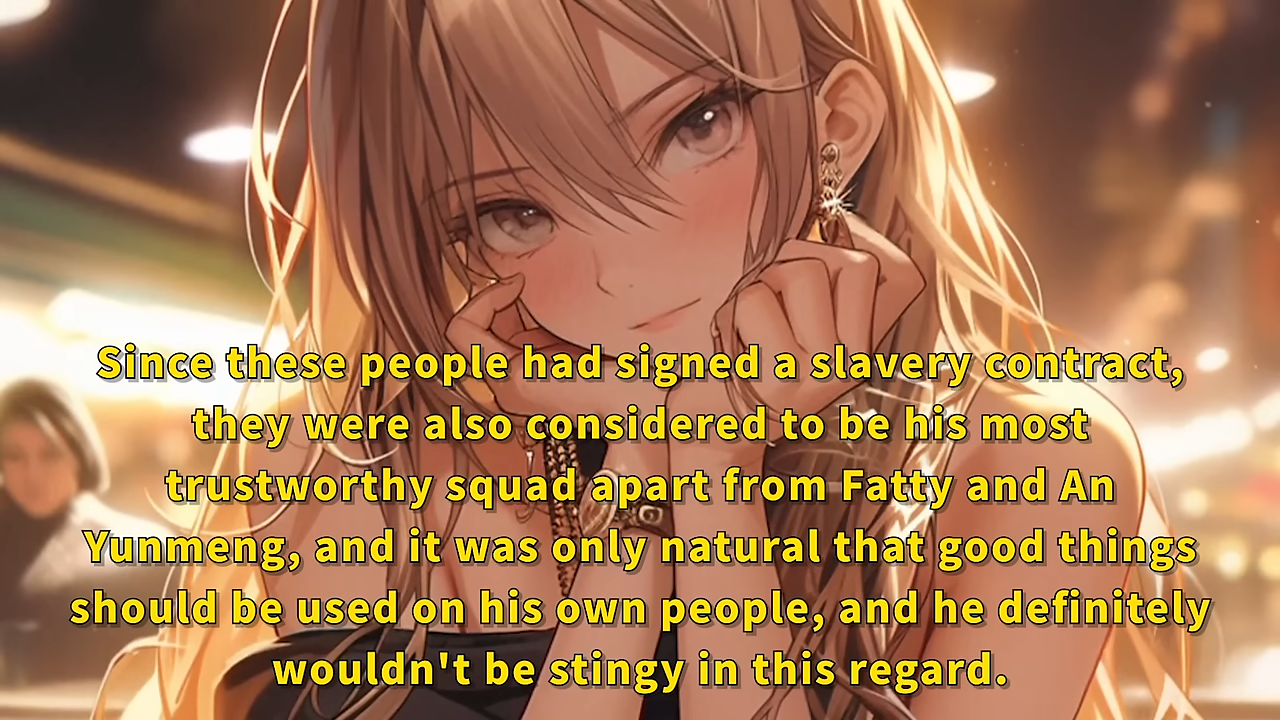 Since these people had signed a slavery contract,
they were also considered to be his most
trustworthy squad apart from Fatty and An
Yunmeng, and it was only natural that good things
should be used on his own people, and he definitely
wouldn't be stingy in this regard.